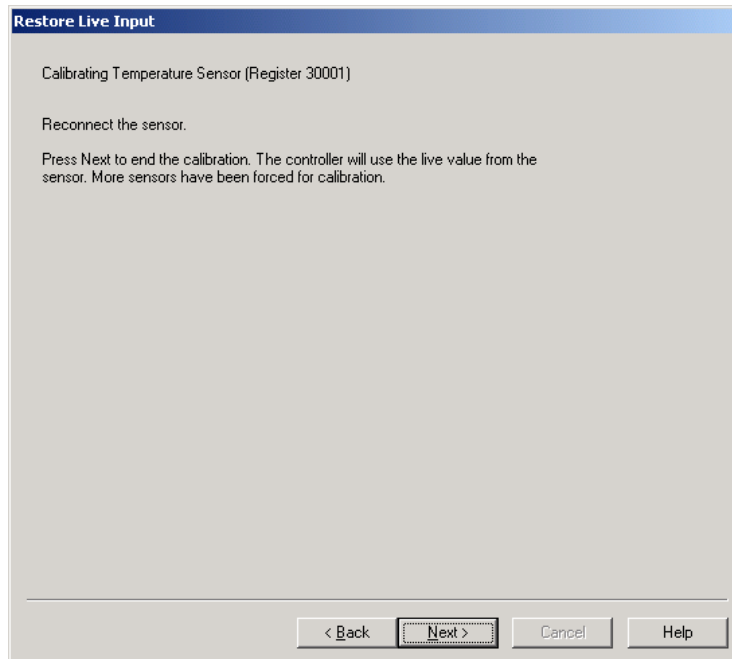 Restore Live Input
Calibrating Temperature Sensor (Register 30001)
Reconnect the sensor.
Press Next to end the calibration. The controller will use the live value from the
sensor. More sensors have been forced for calibration.
< Back Next > Cancel Help